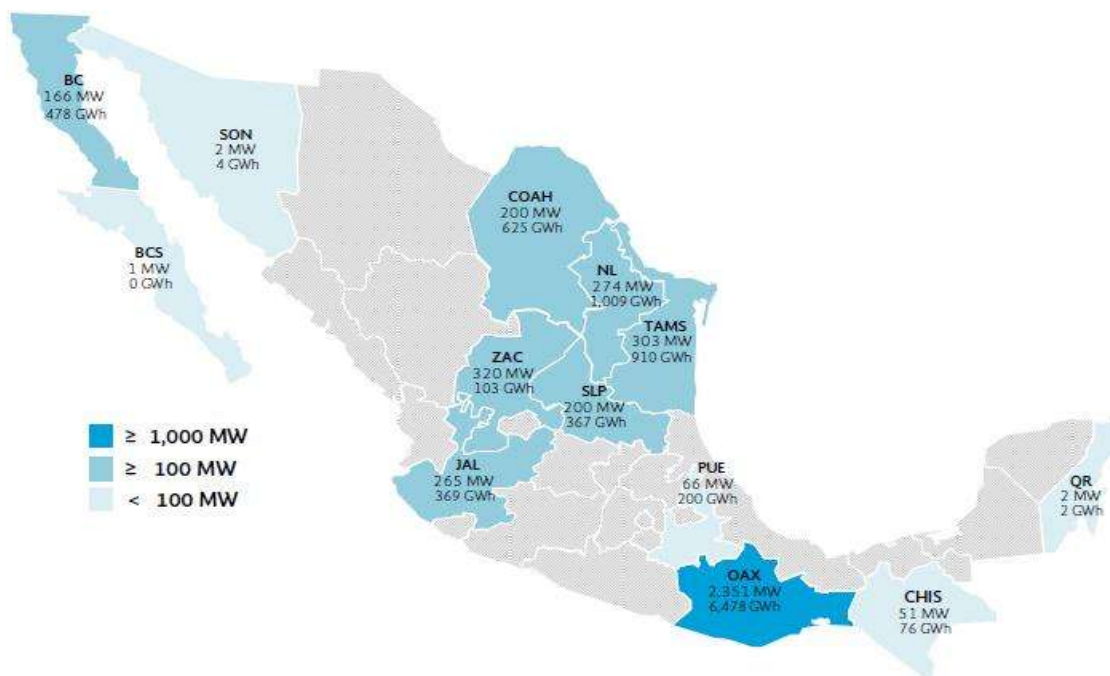 BC
166 MW
478 GWh
SON
2 MW
4 GWh
BCS
1 MW
0 GWh
COAH
200 MW
625 GWh
NL
274 MW
1,009 GWh
TAMS
303 MW
910 GWh
ZAC
320 MW
103 GWh
SLP
200 MW
367 GWh
≥ 1,000 MW
≥ 100 MW
< 100 MW
JAL
265 MW
369 GWh
PUE
66 MW
200 GWh
QR
2 MW
2 GWh
OAX
2,351 MW
6,478 GWh
CHIS
51 MW
76 GWh